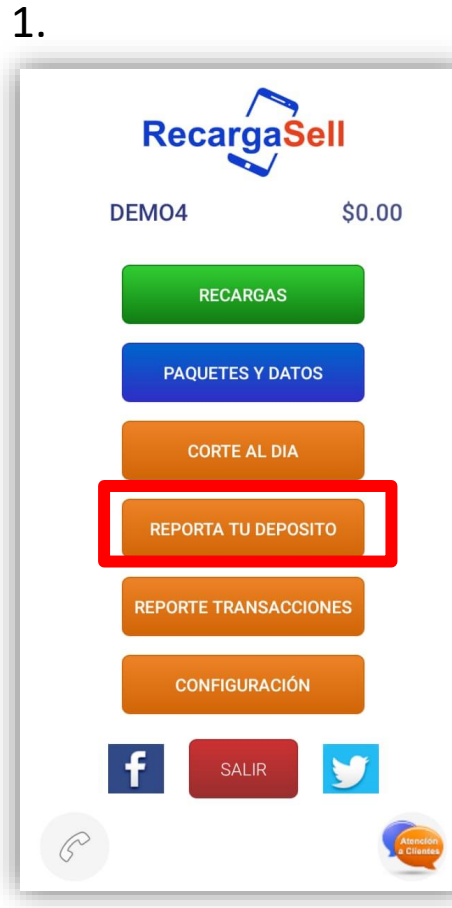 1.
RecargaSell
DEMO4 $0.00
RECARGAS
PAQUETES Y DATOS
CORTE AL DIA
REPORTA TU DEPOSITO
REPORTE TRANSACCIONES
CONFIGURACIÓN
f
SALIR
Atención
a Clientes